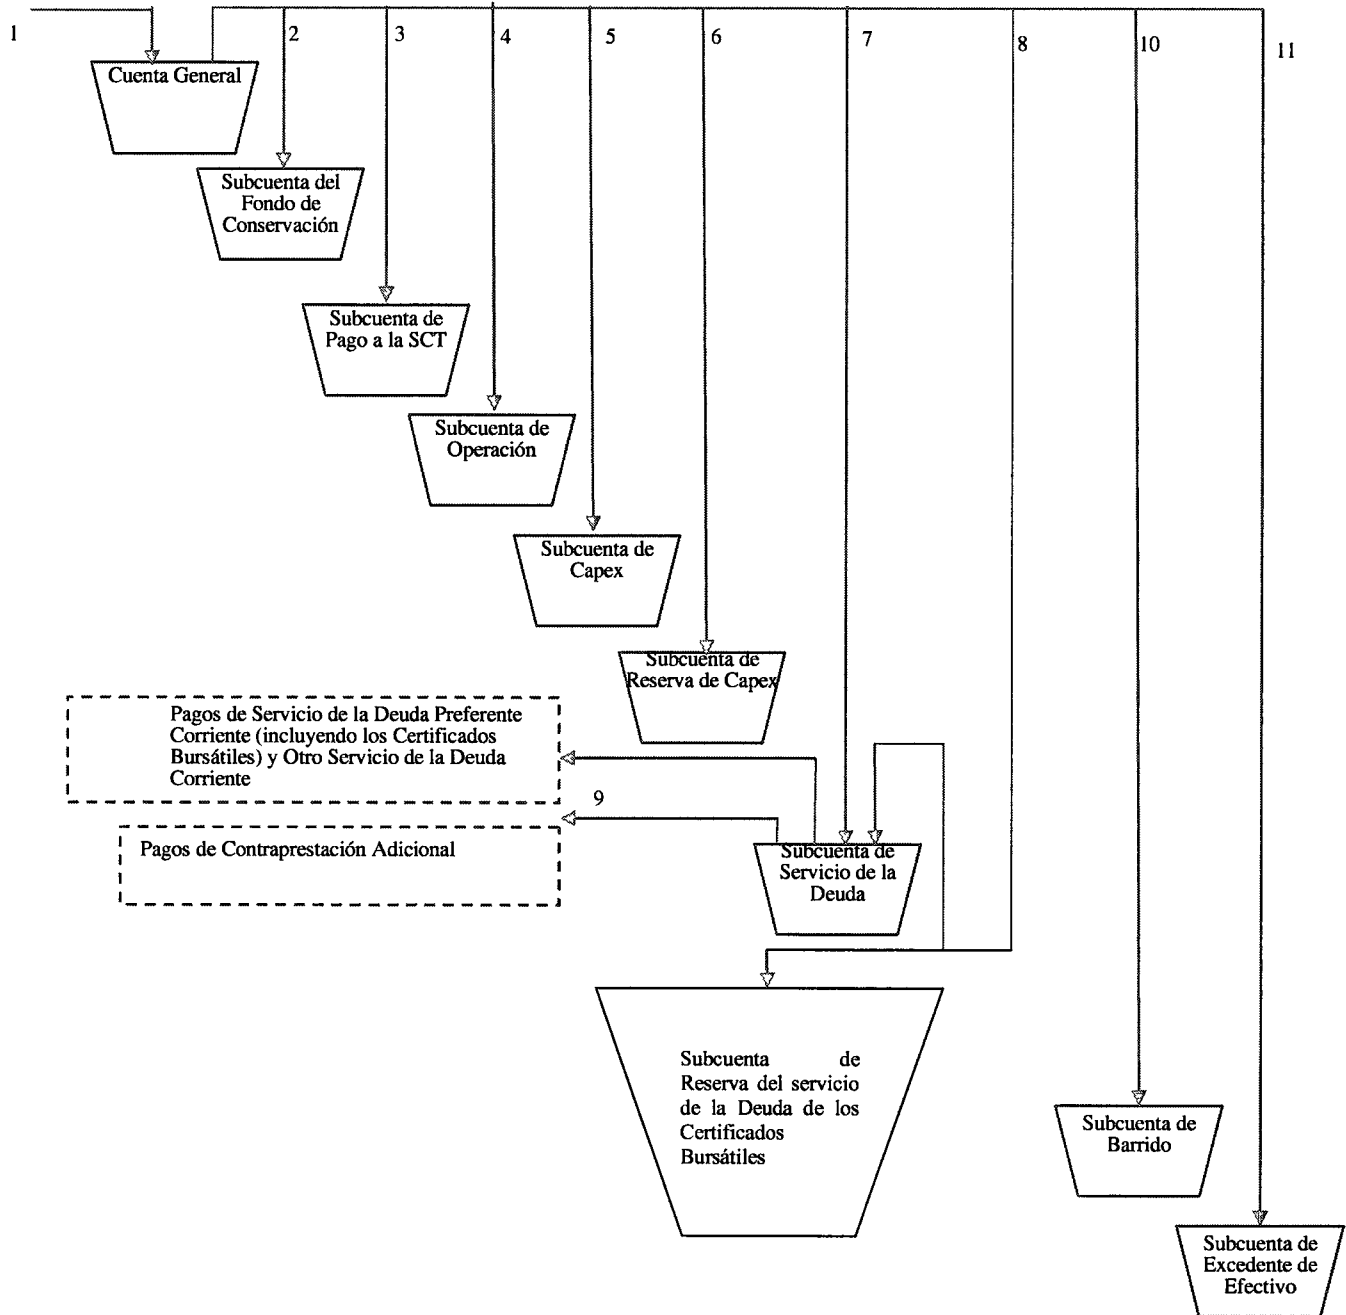 1
2
3
4
5
6
7
8
10
11
Cuenta General
Subcuenta del
Fondo de
Conservación
Subcuenta de
Pago a la SCT
Subcuenta de
Operación
Subcuenta de
Capex
Subcuenta de
Reserva de Capex
Pagos de Servicio de la Deuda Preferente
Corriente (incluyendo los Certificados
Bursátiles) y Otro Servicio de la Deuda
Corriente
9
Pagos de Contraprestación Adicional
Subcuenta de
Servicio de la
Deuda
Subcuenta de
Reserva del servicio
de la Deuda de los
Certificados
Bursátiles
Subcuenta de
Barrido
Subcuenta de
Excedente de
Efectivo